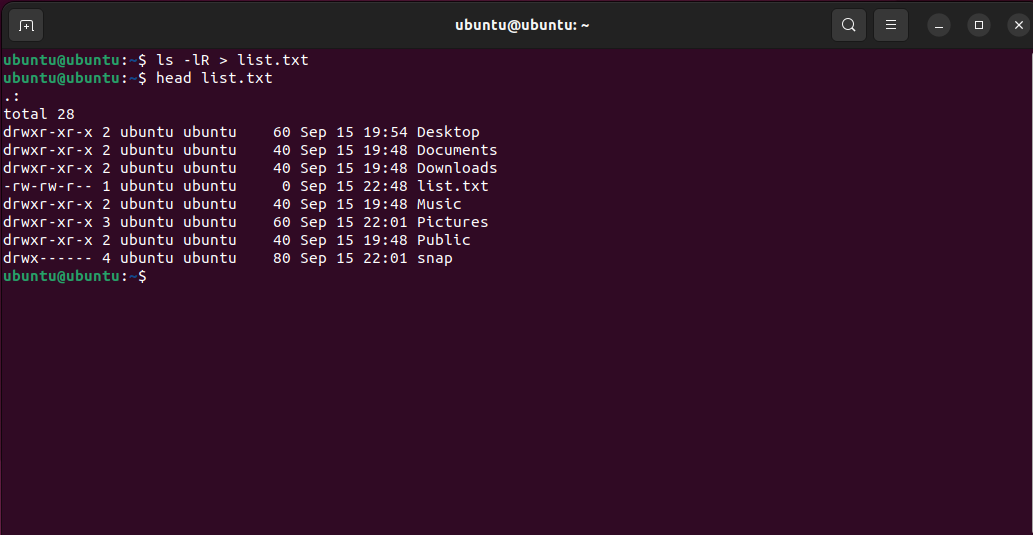 ubuntu@ubuntu: ~
ubuntu@ubuntu:~$ ls -lR > list.txt
ubuntu@ubuntu:~$ head list.txt
.:
total 28
drwxr-xr-x 2 ubuntu ubuntu    60 Sep 15 19:54 Desktop
drwxr-xr-x 2 ubuntu ubuntu    40 Sep 15 19:48 Documents
drwxr-xr-x 2 ubuntu ubuntu    40 Sep 15 19:48 Downloads
-rw-rw-r-- 1 ubuntu ubuntu     0 Sep 15 22:48 list.txt
drwxr-xr-x 2 ubuntu ubuntu    40 Sep 15 19:48 Music
drwxr-xr-x 3 ubuntu ubuntu    60 Sep 15 22:01 Pictures
drwxr-xr-x 2 ubuntu ubuntu    40 Sep 15 19:48 Public
drwx------ 4 ubuntu ubuntu    80 Sep 15 22:01 snap
ubuntu@ubuntu:~$